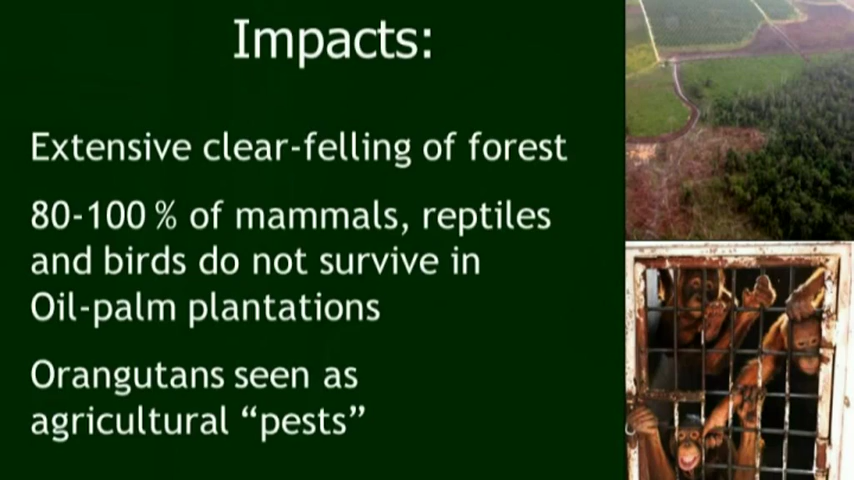 Impacts:
Extensive clear-felling of forest
80-100 % of mammals, reptiles
and birds do not survive in
Oil-palm plantations
Orangutans seen as
agricultural “pests”